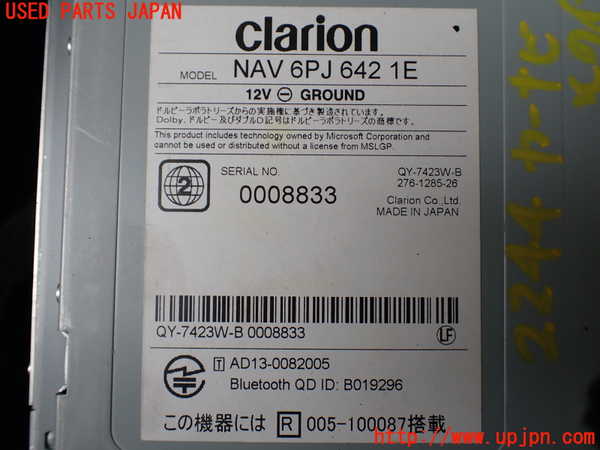 USED PARTS JAPAN
Clarion
MODEL NAV 6PJ 642 1E
12V ⊖ GROUND
ドルビーラボラトリーズからの実施権に基づき製造されています。
Dolby、ドルビー及びダブルD記号はドルビーラボラトリーズの商標です。
This product includes technology owned by Microsoft Corporation and
cannot be used or distributed without a license from MSLGP.
2
SERIAL NO.
0008833
QY-7423W-B
276-1285-26
Clarion Co.,Ltd.
MADE IN JAPAN
QY-7423W-B 0008833
LF
T AD13-0082005
Bluetooth QD ID: B019296
この機器には R 005-100087搭載
2244 カーナビ
http://www.upjpn.com